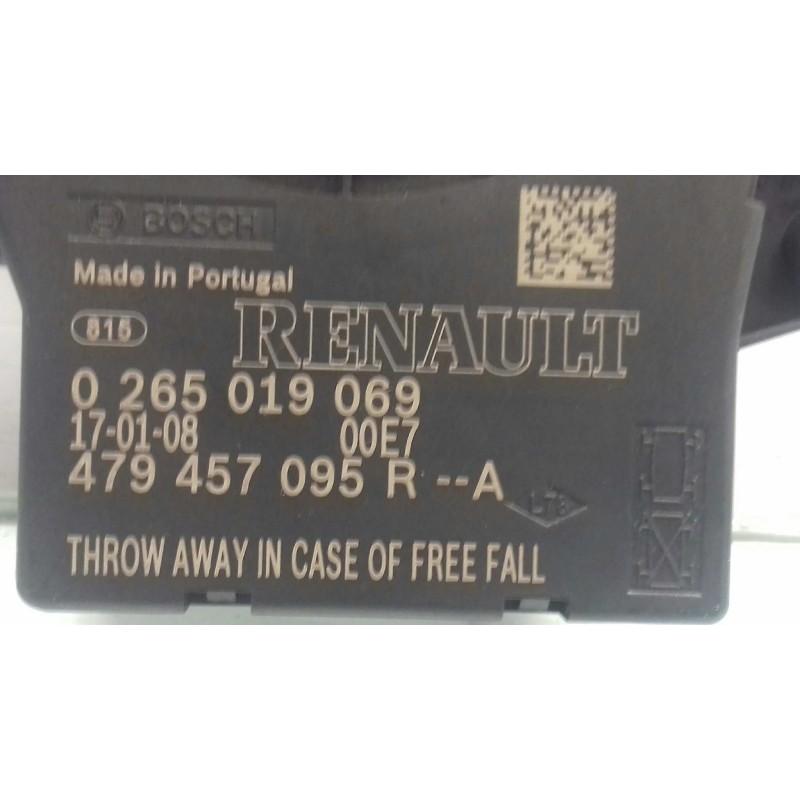 BOSCH
Made in Portugal
815
RENAULT
0 265 019 069
17-01-08 00E7
479 457 095 R --A
L78
THROW AWAY IN CASE OF FREE FALL